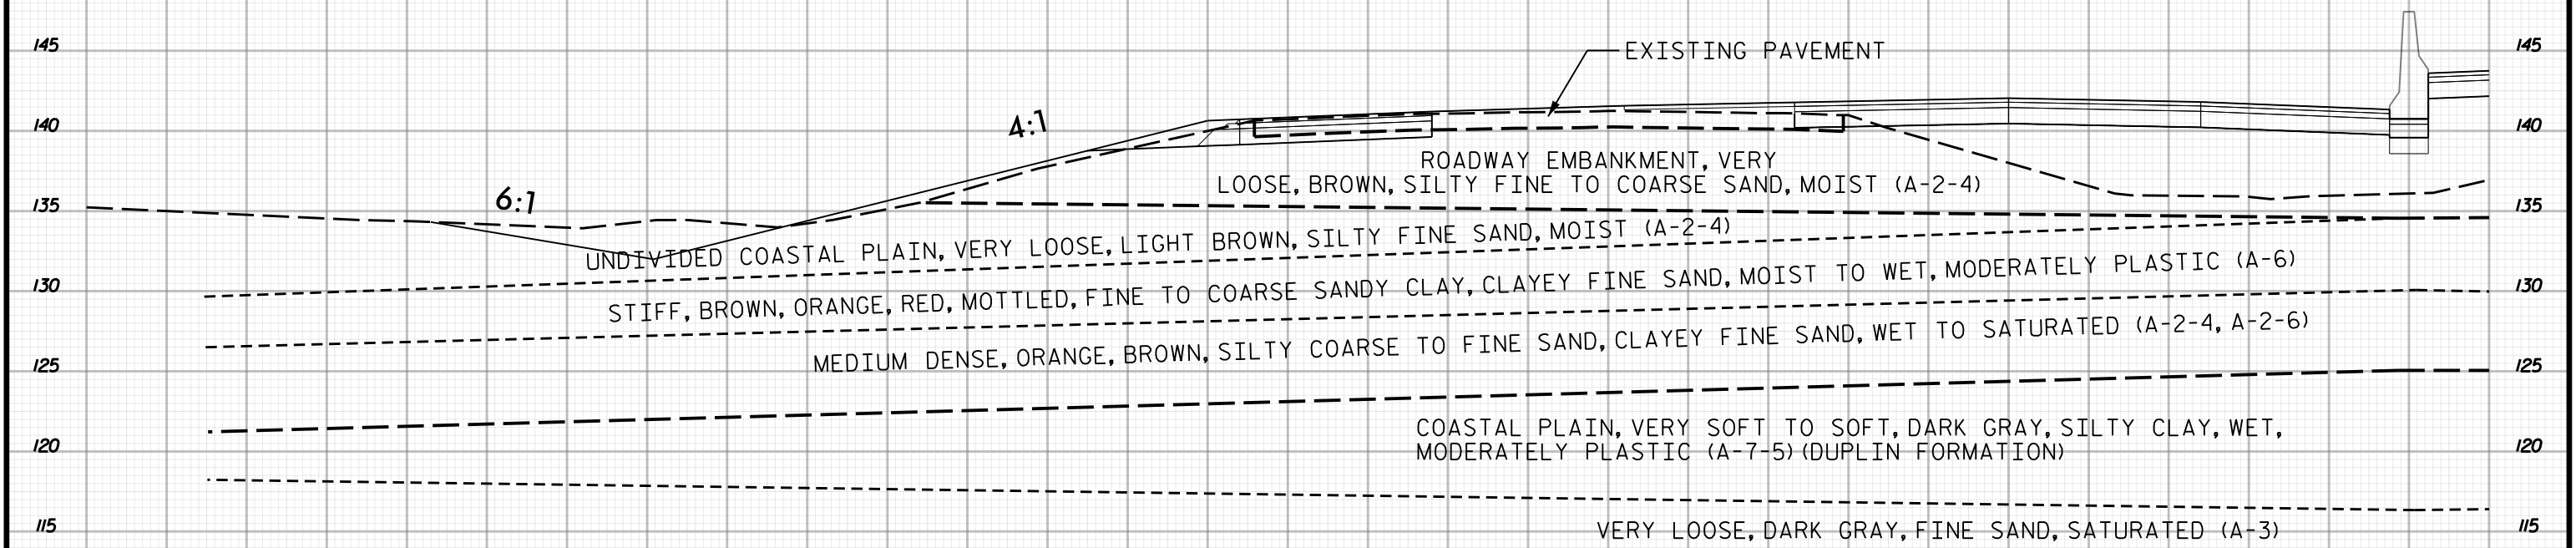 145
EXISTING PAVEMENT
145
140
4:1
140
ROADWAY EMBANKMENT, VERY
LOOSE, BROWN, SILTY FINE TO COARSE SAND, MOIST (A-2-4)
135
6:1
135
UNDIVIDED COASTAL PLAIN, VERY LOOSE, LIGHT BROWN, SILTY FINE SAND, MOIST (A-2-4)
130
STIFF, BROWN, ORANGE, RED, MOTTLED, FINE TO COARSE SANDY CLAY, CLAYEY FINE SAND, MOIST TO WET, MODERATELY PLASTIC (A-6)
130
MEDIUM DENSE, ORANGE, BROWN, SILTY COARSE TO FINE SAND, CLAYEY FINE SAND, WET TO SATURATED (A-2-4, A-2-6)
125
125
COASTAL PLAIN, VERY SOFT TO SOFT, DARK GRAY, SILTY CLAY, WET,
120
MODERATELY PLASTIC (A-7-5) (DUPLIN FORMATION)
120
115
VERY LOOSE, DARK GRAY, FINE SAND, SATURATED (A-3)
115